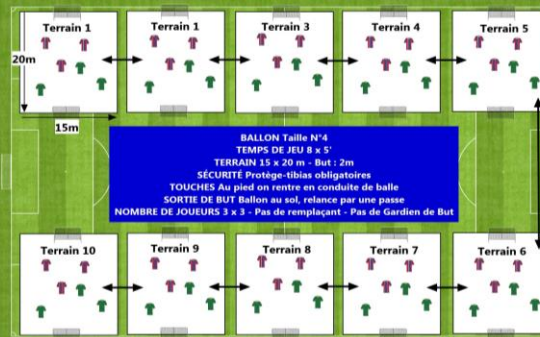 Terrain 1
Terrain 1
Terrain 3
Terrain 4
Terrain 5
20m
15m
BALLON Taille N°4
TEMPS DE JEU 8 x 5'
TERRAIN 15 x 20 m - But : 2m
SÉCURITÉ Protège-tibias obligatoires
TOUCHES Au pied on rentre en conduite de balle
SORTIE DE BUT Ballon au sol, relance par une passe
NOMBRE DE JOUEURS 3 x 3 - Pas de remplaçant - Pas de Gardien de But
Terrain 10
Terrain 9
Terrain 8
Terrain 7
Terrain 6